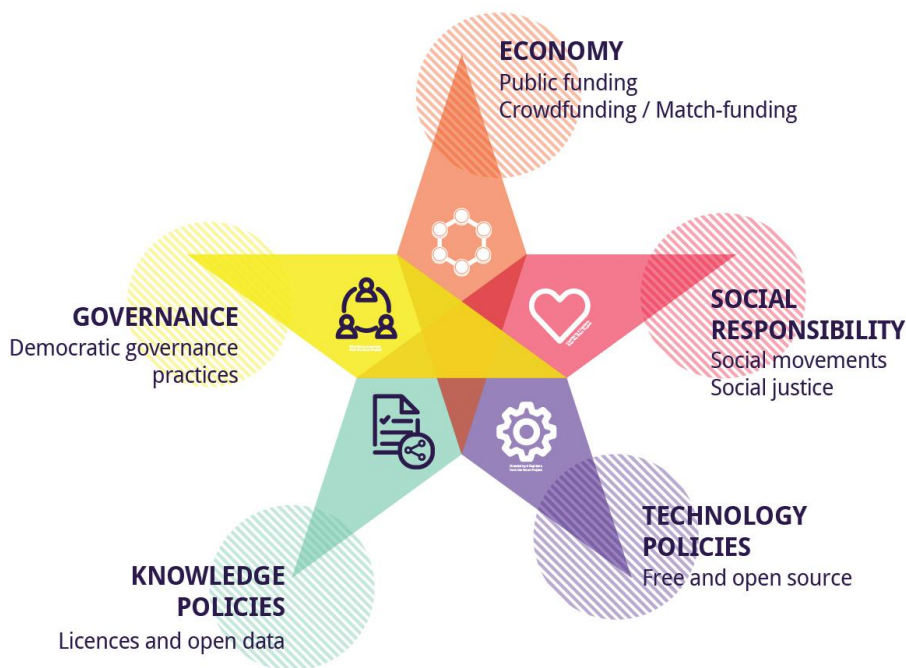 ECONOMY
Public funding
Crowdfunding / Match-funding
SOCIAL
RESPONSIBILITY
Social movements
Social justice
GOVERNANCE
Democratic governance
practices
TECHNOLOGY
POLICIES
Free and open source
KNOWLEDGE
POLICIES
Licences and open data